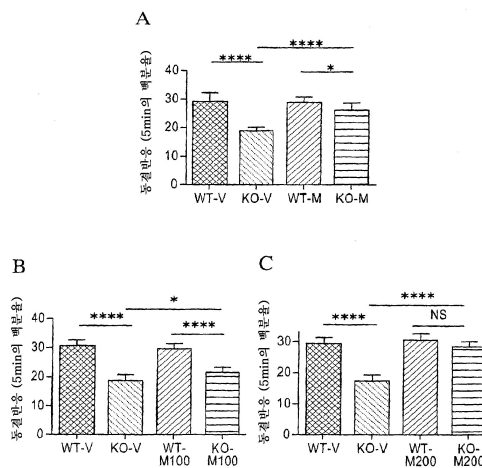 A
****
****
*
동결반응 (5min의 백분율)
40
30
20
10
0
WT-V KO-V WT-M KO-M
B
*
****
****
동결반응 (5min의 백분율)
40
30
20
10
0
WT-V KO-V WT- KO-
M100 M100
C
****
****
NS
동결반응 (5min의 백분율)
30
20
10
0
WT-V KO-V WT- KO-
M200 M200